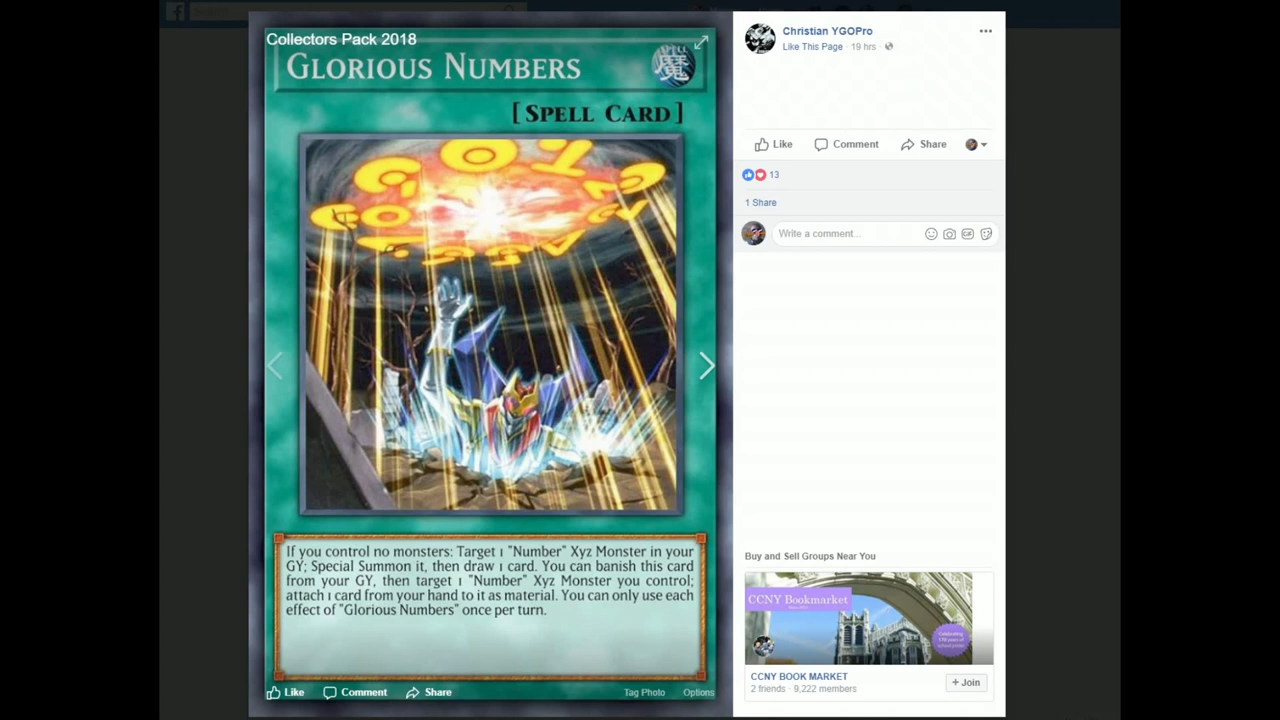 Collectors Pack 2018
GLORIOUS NUMBERS
SPELL
魔
[SPELL CARD]
If you control no monsters: Target 1 "Number" Xyz Monster in your
GY; Special Summon it, then draw 1 card. You can banish this card
from your GY, then target 1 "Number" Xyz Monster you control;
attach 1 card from your hand to it as material. You can only use each
effect of "Glorious Numbers" once per turn.
Like Comment Share Tag Photo Options
Christian YGOPro
Like This Page · 19 hrs ·
Like Comment Share
13
1 Share
Write a comment...
GIF
Buy and Sell Groups Near You
CCNY Bookmarket
Celebrating
CCNY BOOK MARKET
2 friends · 9,222 members
+ Join